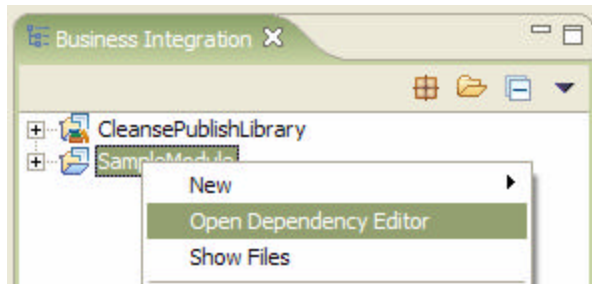 Business Integration
CleansePublishLibrary
SampleModule
New
Open Dependency Editor
Show Files